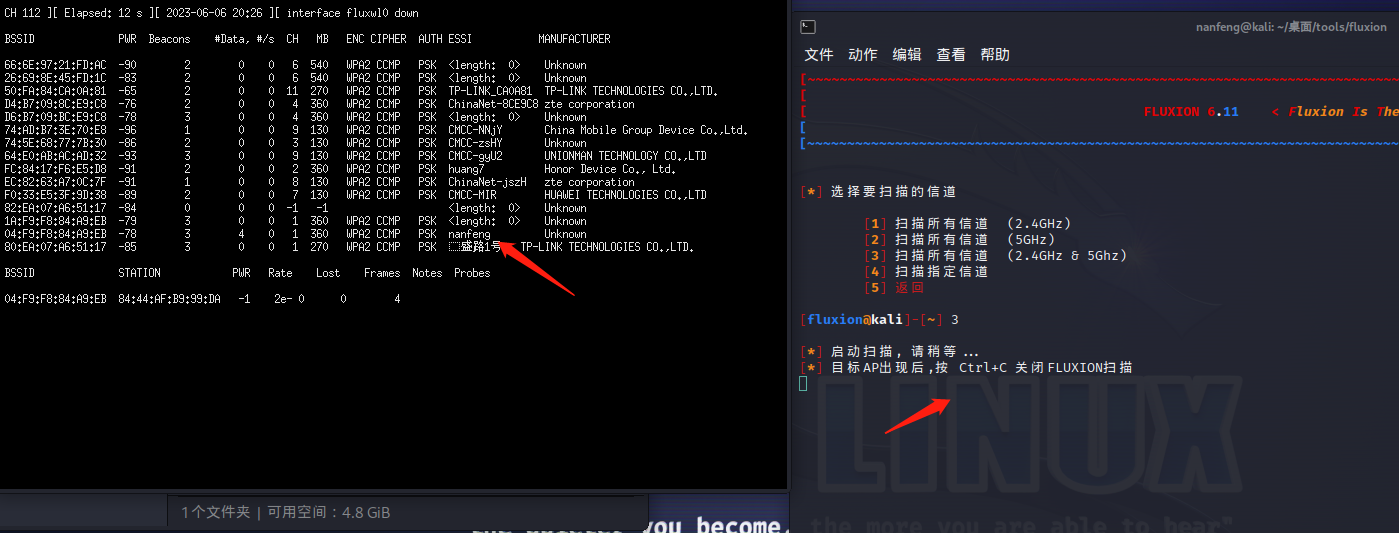 CH 112 ][ Elapsed: 12 s ][ 2023-06-06 20:26 ][ interface fluxwl0 down
BSSID PWR Beacons #Data, #/s CH MB ENC CIPHER AUTH ESSI MANUFACTURER
66:6E:97:21:FD:AC -90 2 0 0 6 540 WPA2 CCMP PSK <length: 0> Unknown
26:69:8E:45:FD:1C -83 2 0 0 6 540 WPA2 CCMP PSK <length: 0> Unknown
50:FA:84:CA:0A:81 -65 2 0 0 11 270 WPA2 CCMP PSK TP-LINK_CA0A81 TP-LINK TECHNOLOGIES CO.,LTD.
D4:B7:09:8C:E9:C8 -76 2 0 0 4 360 WPA2 CCMP PSK ChinaNet-8CE9C8 zte corporation
D6:B7:09:BC:E9:C8 -78 3 0 0 4 360 WPA2 CCMP PSK <length: 0> Unknown
74:AD:B7:3E:70:E8 -96 1 0 0 9 130 WPA2 CCMP PSK CMCC-NNjY China Mobile Group Device Co.,Ltd.
74:5E:68:77:7B:30 -86 2 0 0 3 130 WPA2 CCMP PSK CMCC-zsHY Unknown
64:E0:AB:AC:AD:32 -93 3 0 0 9 130 WPA2 CCMP PSK CMCC-gyU2 UNIONMAN TECHNOLOGY CO.,LTD
FC:84:17:F6:E5:D8 -91 2 0 0 2 360 WPA2 CCMP PSK huang7 Honor Device Co., Ltd.
EC:82:63:A7:0C:7F -91 1 0 0 8 130 WPA2 CCMP PSK ChinaNet-jszH zte corporation
F0:33:E5:3F:9D:38 -89 2 0 0 7 130 WPA2 CCMP PSK CMCC-MIR HUAWEI TECHNOLOGIES CO.,LTD
82:EA:07:A6:51:17 -84 0 0 0 -1 -1 <length: 0> Unknown
1A:F9:F8:84:A9:EB -79 3 0 0 1 360 WPA2 CCMP PSK <length: 0> Unknown
04:F9:F8:84:A9:EB -78 3 4 0 1 360 WPA2 CCMP PSK nanfeng Unknown
80:EA:07:A6:51:17 -85 3 0 0 1 270 WPA2 CCMP PSK 盛路1号 TP-LINK TECHNOLOGIES CO.,LTD.
BSSID STATION PWR Rate Lost Frames Notes Probes
04:F9:F8:84:A9:EB 84:44:AF:B9:99:DA -1 2e- 0 0 4
1个文件夹 | 可用空间：4.8 GiB
you become, the more you are able to hear"
nanfeng@kali: ~/桌面/tools/fluxion
文件 动作 编辑 查看 帮助
[~~~~~~~~~~~~~~~~~~~~~~~~~~~~~~~~~~~~~~~~~~~~~~~~~~~~~~~~~~~~~~~~~~~~~~~~~~
[
[ FLUXION 6.11 < Fluxion Is The
[
[~~~~~~~~~~~~~~~~~~~~~~~~~~~~~~~~~~~~~~~~~~~~~~~~~~~~~~~~~~~~~~~~~~~~~~~~~~
[*] 选择要扫描的信道
[1] 扫描所有信道 (2.4GHz)
[2] 扫描所有信道 (5GHz)
[3] 扫描所有信道 (2.4GHz & 5Ghz)
[4] 扫描指定信道
[5] 返回
[fluxion@kali]-[~] 3
[*] 启动扫描, 请稍等...
[*] 目标AP出现后,按 Ctrl+C 关闭FLUXION扫描
LINUX